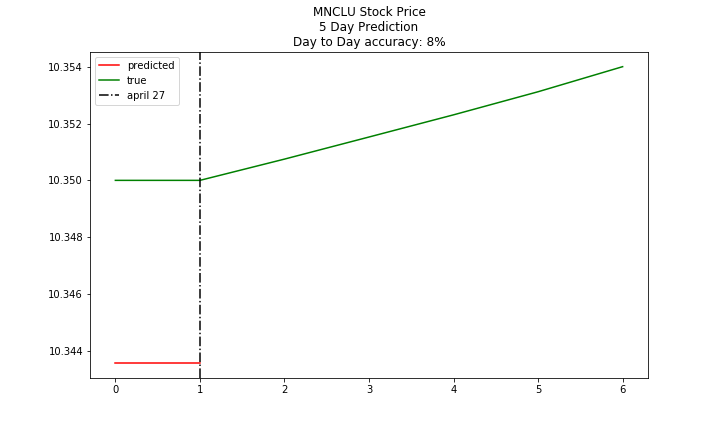 MNCLU Stock Price
5 Day Prediction
Day to Day accuracy: 8%
predicted
true
april 27
10.354
10.352
10.350
10.348
10.346
10.344
0 1 2 3 4 5 6